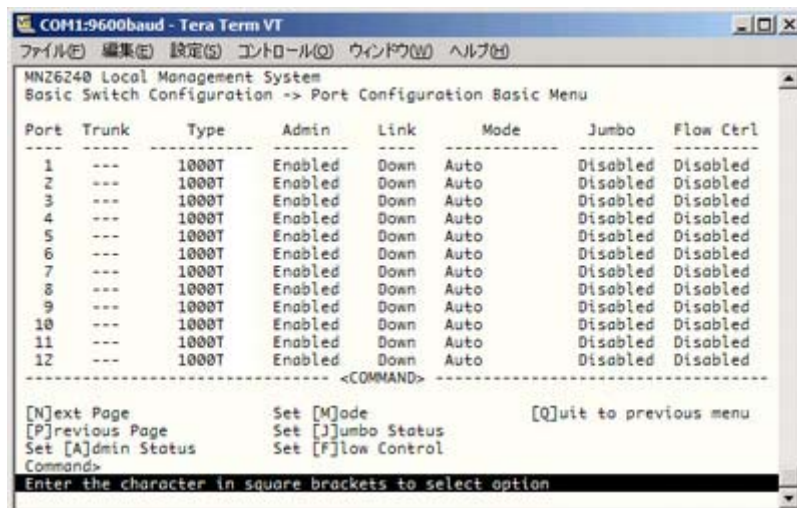 COM1:9600baud - Tera Term VT
ファイル(F) 編集(E) 設定(S) コントロール(O) ウィンドウ(W) ヘルプ(H)
MNZ6240 Local Management System
Basic Switch Configuration -> Port Configuration Basic Menu
Port Trunk Type Admin Link Mode Jumbo Flow Ctrl
---- ----- ------------ -------- ---- ------------ -------- ---------
1 --- 1000T Enabled Down Auto Disabled Disabled
2 --- 1000T Enabled Down Auto Disabled Disabled
3 --- 1000T Enabled Down Auto Disabled Disabled
4 --- 1000T Enabled Down Auto Disabled Disabled
5 --- 1000T Enabled Down Auto Disabled Disabled
6 --- 1000T Enabled Down Auto Disabled Disabled
7 --- 1000T Enabled Down Auto Disabled Disabled
8 --- 1000T Enabled Down Auto Disabled Disabled
9 --- 1000T Enabled Down Auto Disabled Disabled
10 --- 1000T Enabled Down Auto Disabled Disabled
11 --- 1000T Enabled Down Auto Disabled Disabled
12 --- 1000T Enabled Down Auto Disabled Disabled
-------------------------------- <COMMAND> -----------------------------------
[N]ext Page Set [M]ode [Q]uit to previous menu
[P]revious Page Set [J]umbo Status
Set [A]dmin Status Set [F]low Control
Command>
Enter the character in square brackets to select option